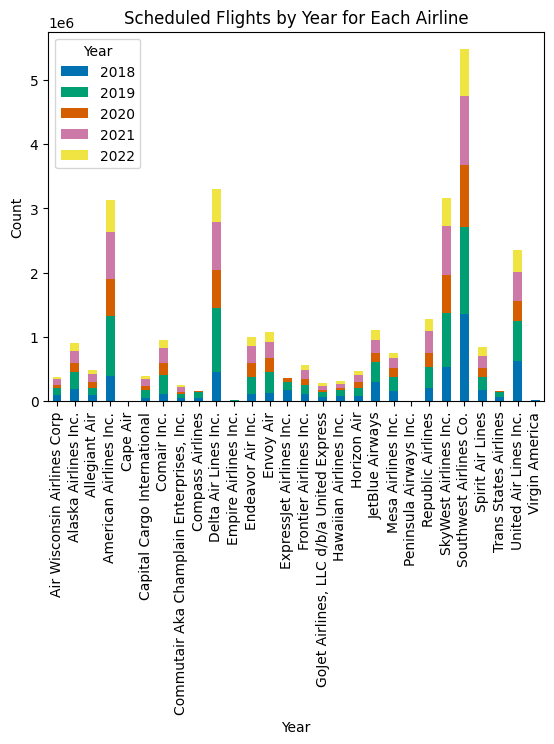 Scheduled Flights by Year for Each Airline
1e6
Year
2018
2019
2020
2021
2022
5
4
3
2
1
0
Count
Air Wisconsin Airlines Corp
Alaska Airlines Inc.
Allegiant Air
American Airlines Inc.
Cape Air
Capital Cargo International
Comair Inc.
Commutair Aka Champlain Enterprises, Inc.
Compass Airlines
Delta Air Lines Inc.
Empire Airlines Inc.
Endeavor Air Inc.
Envoy Air
ExpressJet Airlines Inc.
Frontier Airlines Inc.
GoJet Airlines, LLC d/b/a United Express
Hawaiian Airlines Inc.
Horizon Air
JetBlue Airways
Mesa Airlines Inc.
Peninsula Airways Inc.
Republic Airlines
SkyWest Airlines Inc.
Southwest Airlines Co.
Spirit Air Lines
Trans States Airlines
United Air Lines Inc.
Virgin America
Year